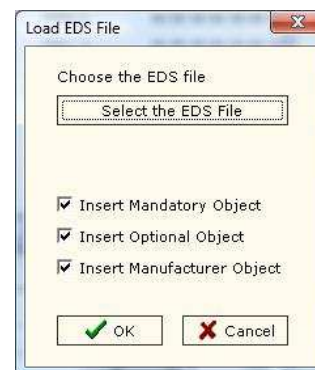 Load EDS File
Choose the EDS file
Select the EDS File
Insert Mandatory Object
Insert Optional Object
Insert Manufacturer Object
OK Cancel